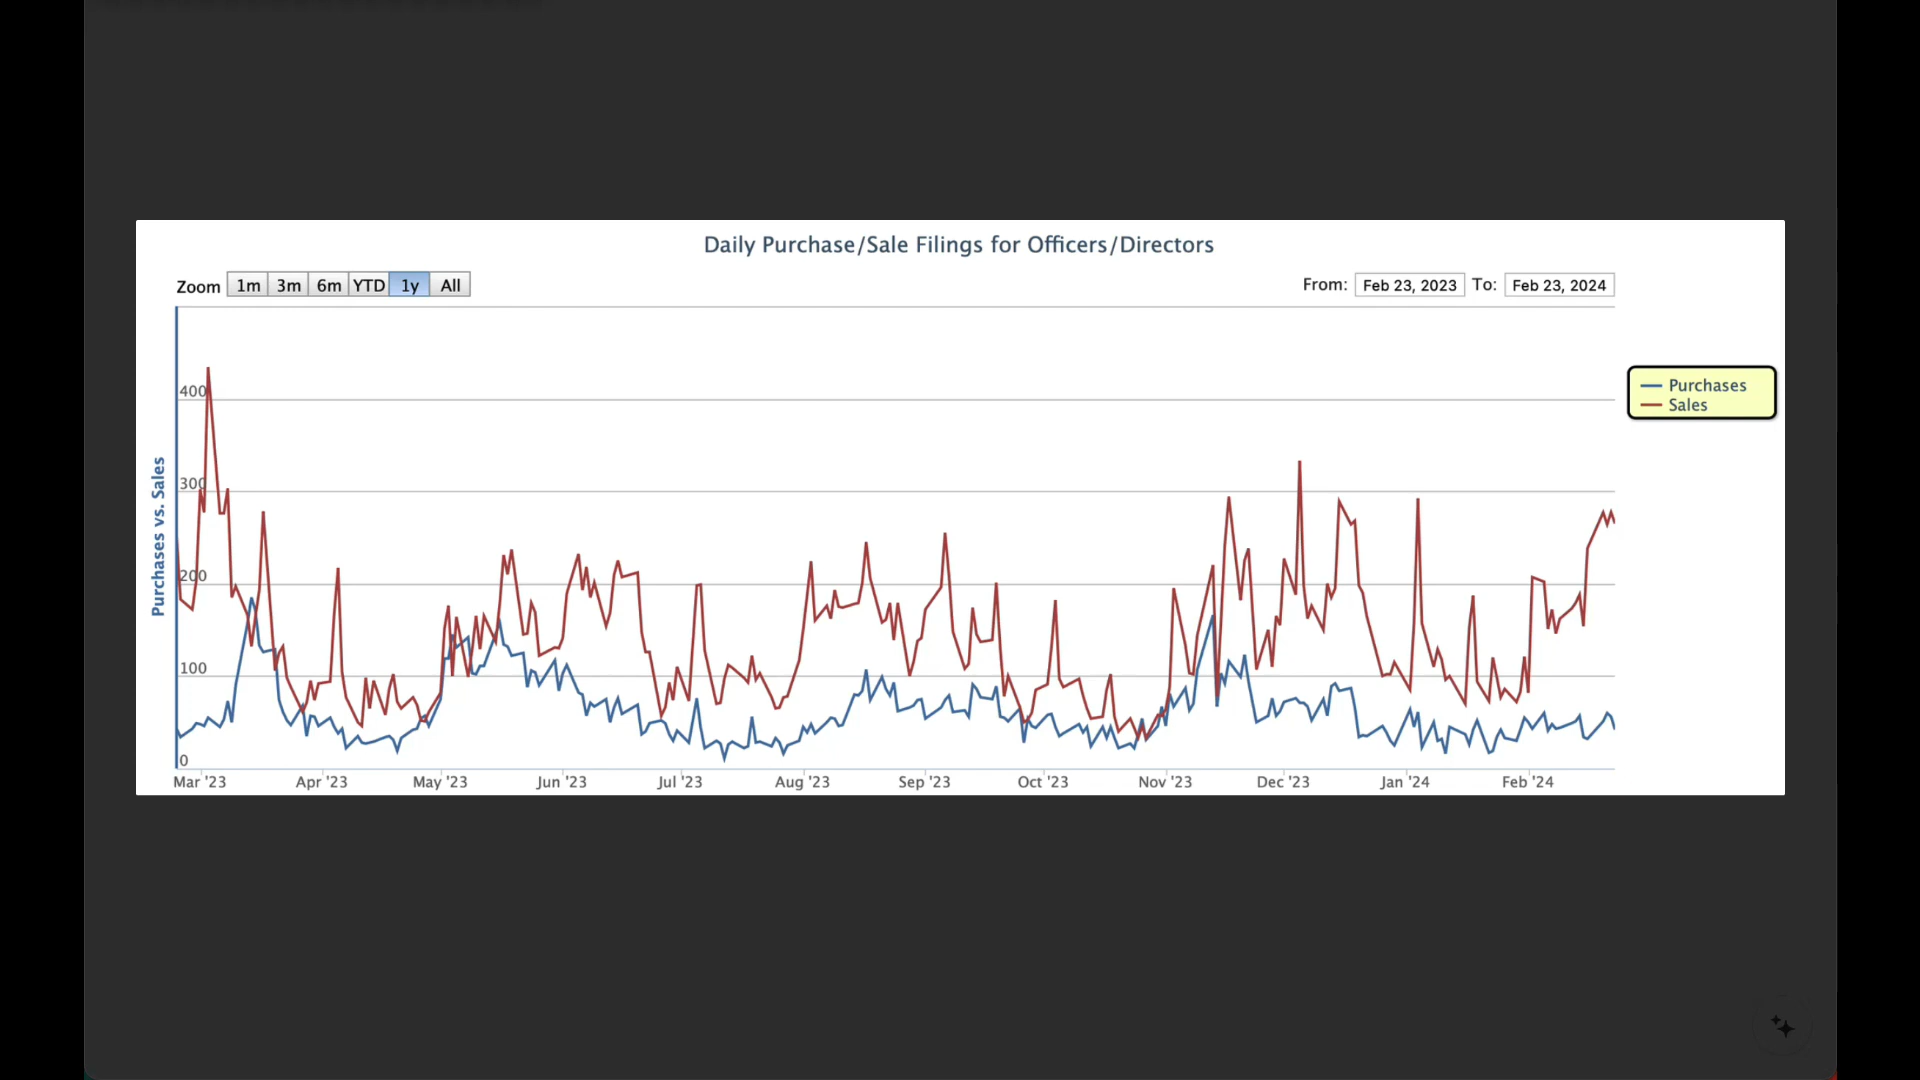 Daily Purchase/Sale Filings for Officers/Directors
Zoom 1m 3m 6m YTD 1y All
From: Feb 23, 2023 To: Feb 23, 2024
Purchases vs. Sales
400
300
200
100
0
Purchases
Sales
Mar '23 Apr '23 May '23 Jun '23 Jul '23 Aug '23 Sep '23 Oct '23 Nov '23 Dec '23 Jan '24 Feb '24